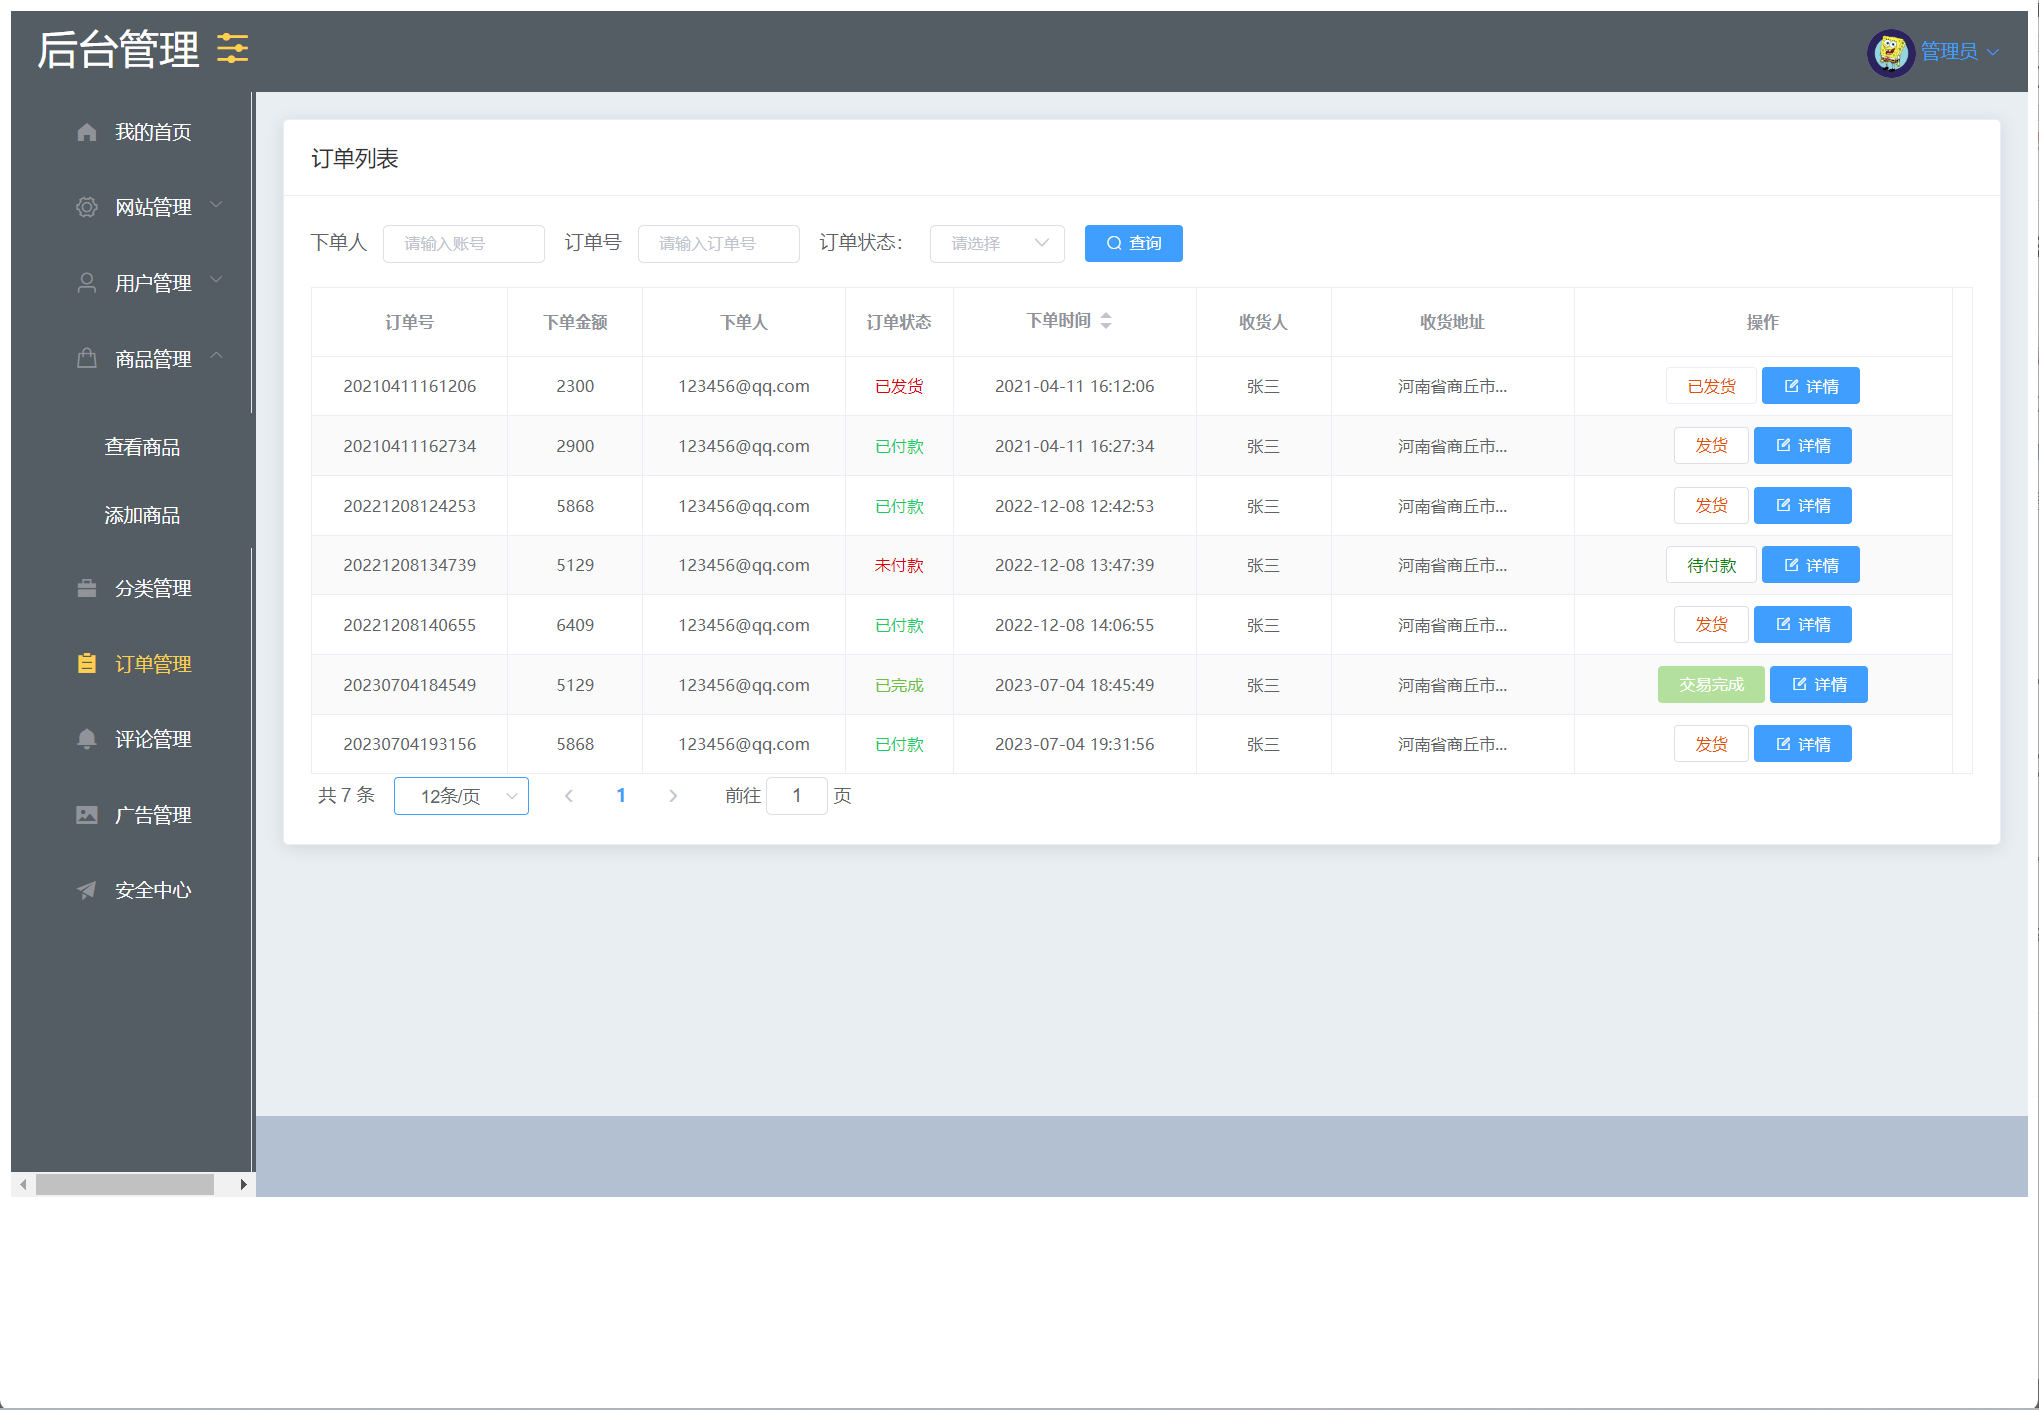 后台管理
管理员
我的首页
网站管理
用户管理
商品管理
查看商品
添加商品
分类管理
订单管理
评论管理
广告管理
安全中心
订单列表
下单人 请输入账号 订单号 请输入订单号 订单状态： 请选择 查询
订单号 下单金额 下单人 订单状态 下单时间 收货人 收货地址 操作
20210411161206 2300 123456@qq.com 已发货 2021-04-11 16:12:06 张三 河南省商丘市... 已发货 详情
20210411162734 2900 123456@qq.com 已付款 2021-04-11 16:27:34 张三 河南省商丘市... 发货 详情
20221208124253 5868 123456@qq.com 已付款 2022-12-08 12:42:53 张三 河南省商丘市... 发货 详情
20221208134739 5129 123456@qq.com 未付款 2022-12-08 13:47:39 张三 河南省商丘市... 待付款 详情
20221208140655 6409 123456@qq.com 已付款 2022-12-08 14:06:55 张三 河南省商丘市... 发货 详情
20230704184549 5129 123456@qq.com 已完成 2023-07-04 18:45:49 张三 河南省商丘市... 交易完成 详情
20230704193156 5868 123456@qq.com 已付款 2023-07-04 19:31:56 张三 河南省商丘市... 发货 详情
共 7 条 12条/页 1 前往 1 页